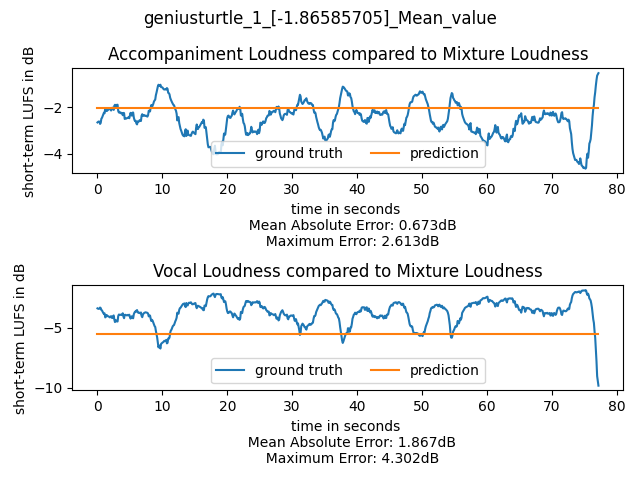 geniusturtle_1_[-1.86585705]_Mean_value
Accompaniment Loudness compared to Mixture Loudness
short-term LUFS in dB
−2
−4
ground truth
prediction
0 10 20 30 40 50 60 70 80
time in seconds
Mean Absolute Error: 0.673dB
Maximum Error: 2.613dB
Vocal Loudness compared to Mixture Loudness
short-term LUFS in dB
−5
−10
ground truth
prediction
0 10 20 30 40 50 60 70 80
time in seconds
Mean Absolute Error: 1.867dB
Maximum Error: 4.302dB